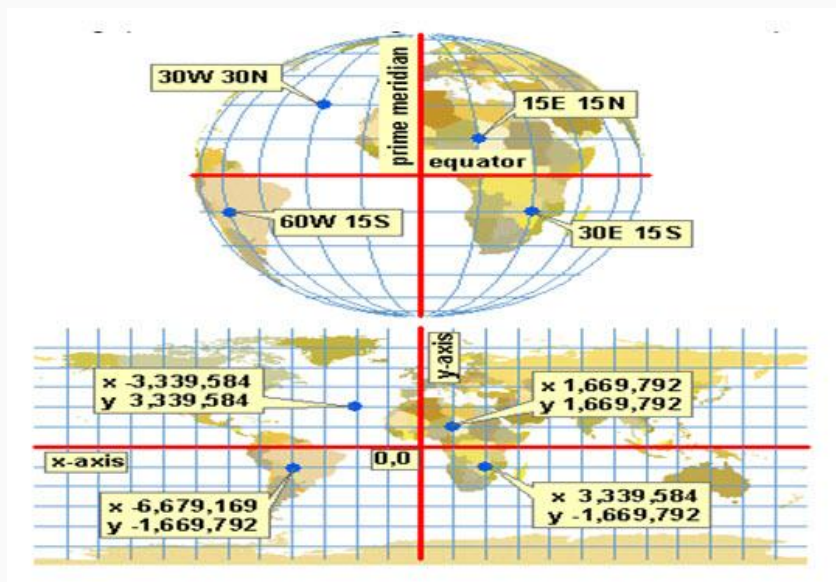 prime meridian
30W 30N
15E 15N
equator
60W 15S
30E 15S
y-axis
x -3,339,584
y 3,339,584
x 1,669,792
y 1,669,792
x-axis
0,0
x -6,679,169
y -1,669,792
x 3,339,584
y -1,669,792